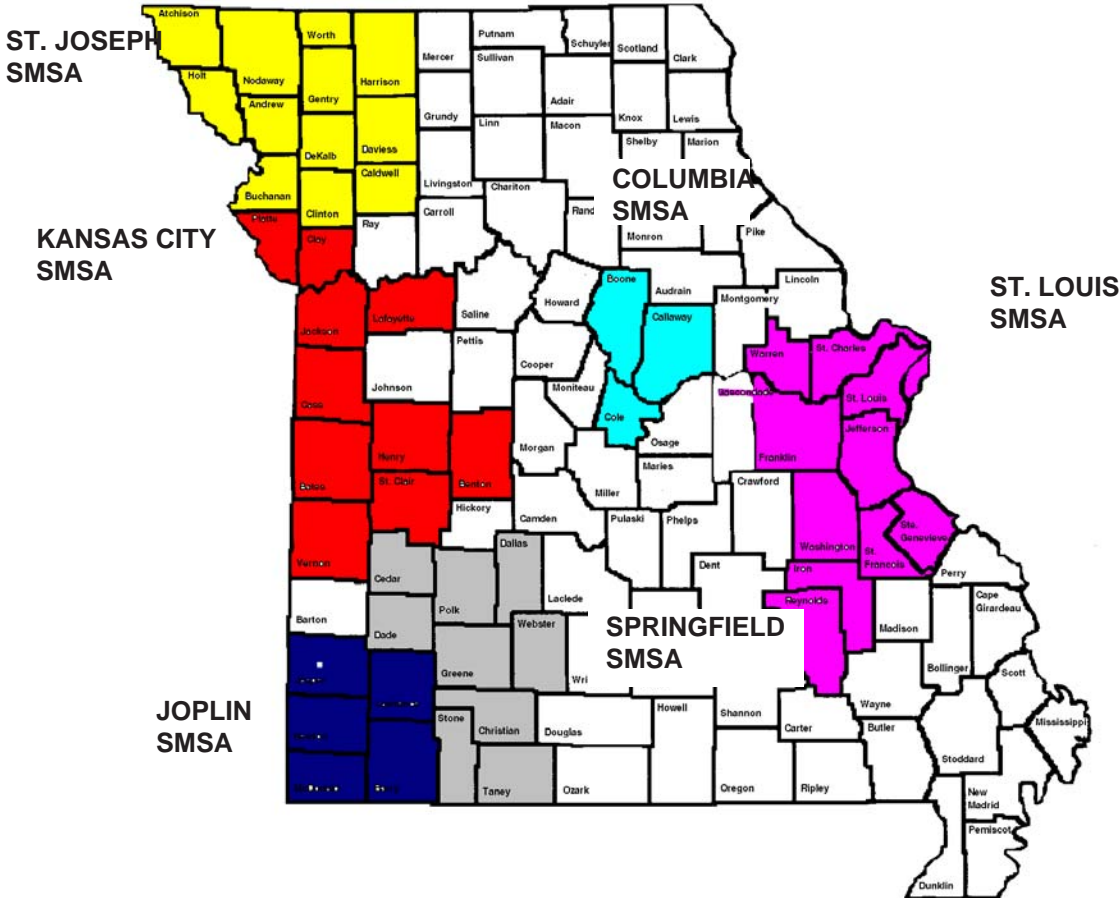 ST. JOSEPH
SMSA
Atchison
Worth
Putnam
Schuyler
Scotland
Clark
Mercer
Sullivan
Holt
Nodaway
Harrison
Gentry
Andrew
Adair
Grundy
Knox
Lewis
Linn
Macon
DeKalb
Daviess
Shelby
Marion
Caldwell
COLUMBIA
SMSA
Buchanan
Livingston
Chariton
Clinton
Carroll
Rand
Platte
Ray
KANSAS CITY
SMSA
Clay
Monron
Pike
Boone
Audrain
Lincoln
ST. LOUIS
SMSA
Howard
Montgomery
Lafayette
Saline
Callaway
Jackson
Pettis
Warren
St. Charles
Cooper
Johnson
Moniteau
St. Louis
Cass
Cole
Jefferson
Osage
Morgan
Henry
Franklin
Maries
Bates
St. Clair
Benton
Miller
Crawford
Hickory
Camden
Pulaski
Phelps
Ste.
Genevieve
Dallas
Washington
St.
Francois
Vernon
Cedar
Dent
Iron
Perry
Polk
Laclede
Reynolds
Cape
Girardeau
Barton
Dade
Webster
SPRINGFIELD
SMSA
Madison
Greene
Wri
Bollinger
Scott
JOPLIN
SMSA
Stone
Christian
Douglas
Howell
Shannon
Carter
Wayne
Butler
Mississippi
Stoddard
Taney
Ozark
Oregon
Ripley
New
Madrid
Pemiscot
Dunklin